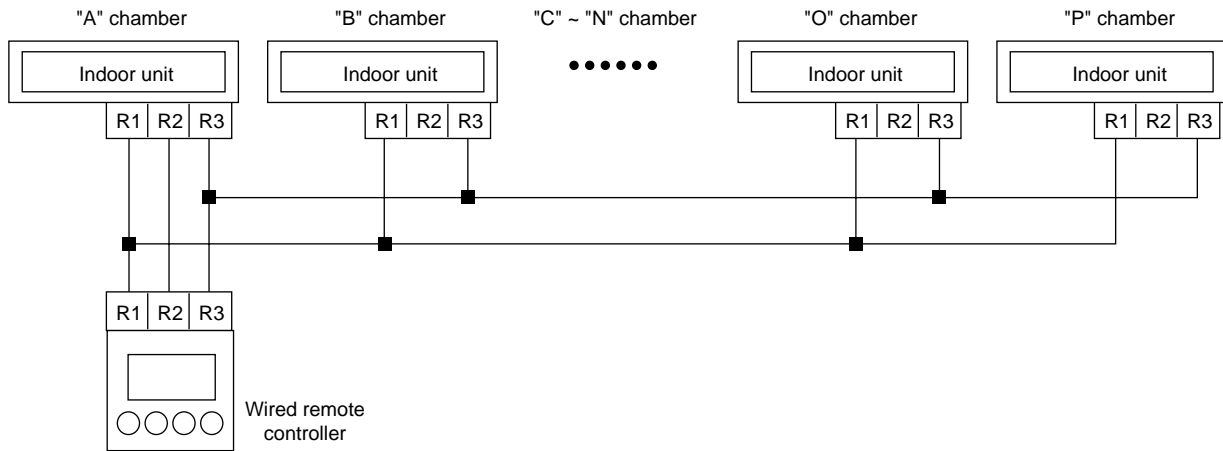 "A" chamber
"B" chamber
"C" ~ "N" chamber
"O" chamber
"P" chamber
Indoor unit
Indoor unit
Indoor unit
Indoor unit
R1 R2 R3
R1 R2 R3
R1 R2 R3
R1 R2 R3
R1 R2 R3
Wired remote
controller